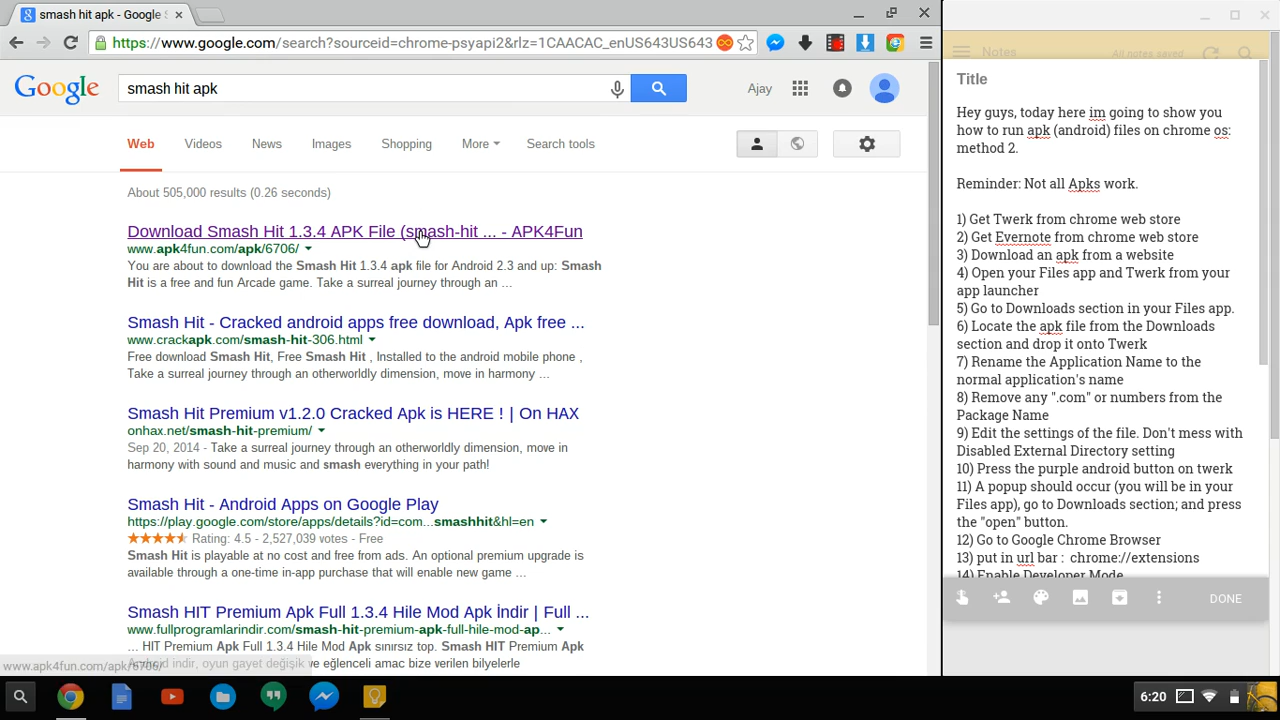 smash hit apk - Google S
https://www.google.com/search?sourceid=chrome-psyapi2&rlz=1CAACAC_enUS643US643
Google
smash hit apk
Ajay
Web Videos News Images Shopping More Search tools
About 505,000 results (0.26 seconds)
Download Smash Hit 1.3.4 APK File (smash-hit ... - APK4Fun
www.apk4fun.com/apk/6706/
You are about to download the Smash Hit 1.3.4 apk file for Android 2.3 and up: Smash
Hit is a free and fun Arcade game. Take a surreal journey through an ...
Smash Hit - Cracked android apps free download, Apk free ...
www.crackapk.com/smash-hit-306.html
Free download Smash Hit, Free Smash Hit , Installed to the android mobile phone ,
Take a surreal journey through an otherworldly dimension, move in harmony ...
Smash Hit Premium v1.2.0 Cracked Apk is HERE ! | On HAX
onhax.net/smash-hit-premium/
Sep 20, 2014 - Take a surreal journey through an otherworldly dimension, move in
harmony with sound and music and smash everything in your path!
Smash Hit - Android Apps on Google Play
https://play.google.com/store/apps/details?id=com...smashhit&hl=en
Rating: 4.5 - 2,527,039 votes - Free
Smash Hit is playable at no cost and free from ads. An optional premium upgrade is
available through a one-time in-app purchase that will enable new game ...
Smash HIT Premium Apk Full 1.3.4 Hile Mod Apk İndir | Full ...
www.fullprogramlarindir.com/smash-hit-premium-apk-full-hile-mod-ap...
... HIT Premium Apk Full 1.3.4 Hile Mod Apk sınırsız top. Smash HIT Premium Apk
Android indir, oyun gayet değişik ve eğlenceli amac bize verilen bilyelerle
www.apk4fun.com/apk/6706/
Notes All notes saved
Title
Hey guys, today here im going to show you
how to run apk (android) files on chrome os:
method 2.
Reminder: Not all Apks work.
1) Get Twerk from chrome web store
2) Get Evernote from chrome web store
3) Download an apk from a website
4) Open your Files app and Twerk from your
app launcher
5) Go to Downloads section in your Files app.
6) Locate the apk file from the Downloads
section and drop it onto Twerk
7) Rename the Application Name to the
normal application's name
8) Remove any ".com" or numbers from the
Package Name
9) Edit the settings of the file. Don't mess with
Disabled External Directory setting
10) Press the purple android button on twerk
11) A popup should occur (you will be in your
Files app), go to Downloads section; and press
the "open" button.
12) Go to Google Chrome Browser
13) put in url bar : chrome://extensions
14) Enable Developer Mode
DONE
6:20